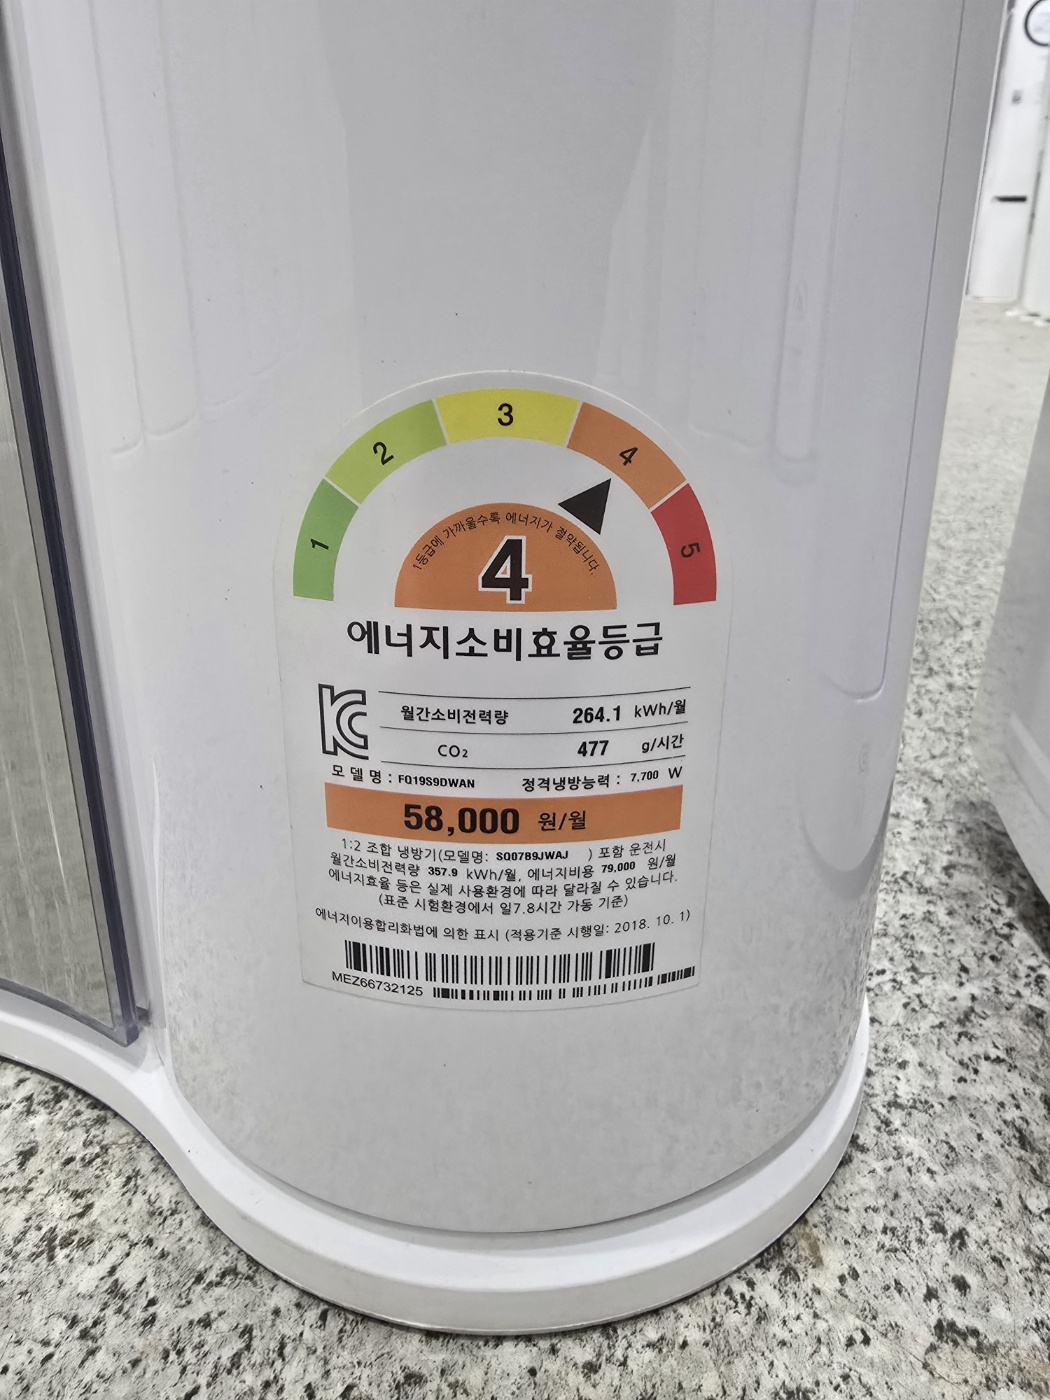 1 2 3 4 5
1등급에 가까울수록 에너지가 절약됩니다.
4
에너지소비효율등급
KC
월간소비전력량 264.1 kWh/월
CO₂ 477 g/시간
모델명 : FQ19S9DWAN 정격냉방능력 : 7,700 W
58,000 원/월
1:2 조합 냉방기(모델명: SQ07B9JWAJ ) 포함 운전시
월간소비전력량 357.9 kWh/월, 에너지비용 79,000 원/월
에너지효율 등은 실제 사용환경에 따라 달라질 수 있습니다.
(표준 시험환경에서 일7.8시간 가동 기준)
에너지이용합리화법에 의한 표시 (적용기준 시행일: 2018. 10. 1)
MEZ66732125